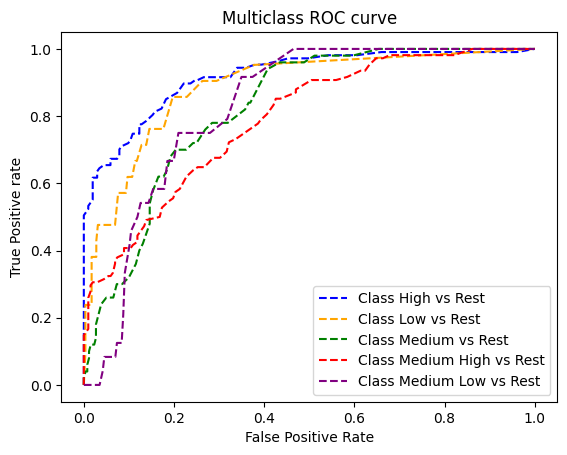 Multiclass ROC curve
True Positive rate
1.0
0.8
0.6
0.4
0.2
0.0
Class High vs Rest
Class Low vs Rest
Class Medium vs Rest
Class Medium High vs Rest
Class Medium Low vs Rest
0.0 0.2 0.4 0.6 0.8 1.0
False Positive Rate